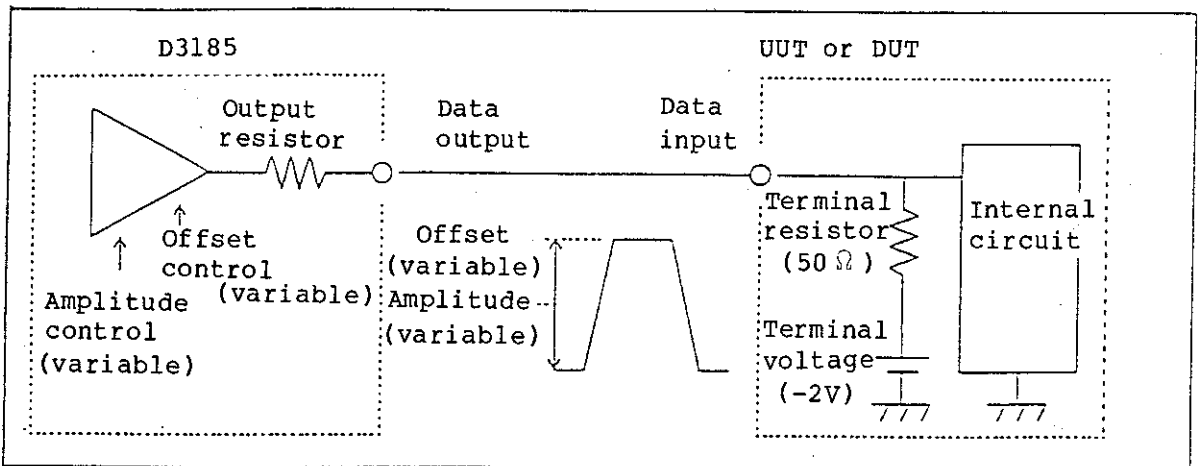 D3185
UUT or DUT
Output
resistor
Data
output
Data
input
Offset
control
(variable)
Amplitude
control
(variable)
Offset
(variable)
Amplitude
(variable)
Terminal
resistor
(50Ω)
Internal
circuit
Terminal
voltage
(-2V)